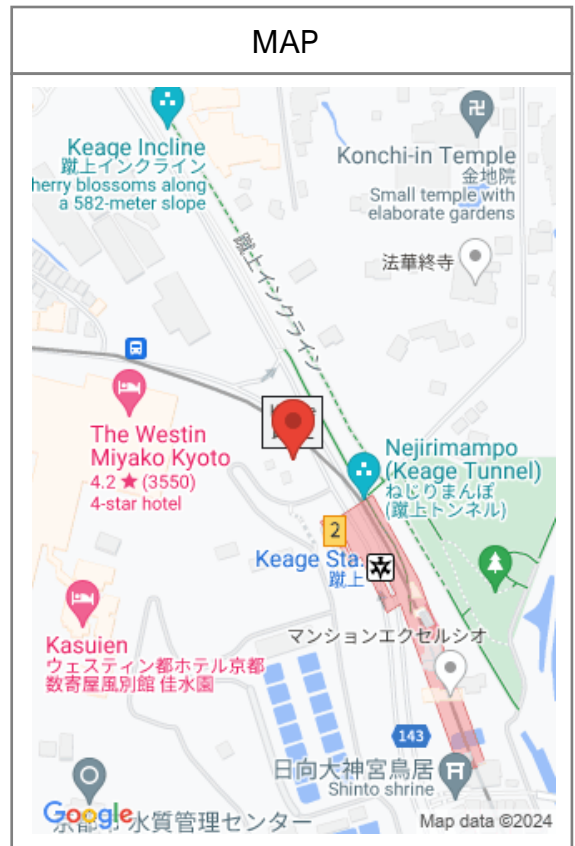 MAP
Keage Incline
蹴上インクライン
herry blossoms along
a 582-meter slope
Konchi-in Temple
金地院
Small temple with
elaborate gardens
蹴上インクライン
法華終寺
The Westin
Miyako Kyoto
4.2 ★ (3550)
4-star hotel
Nejirimampo
(Keage Tunnel)
ねじりまんぽ
(蹴上トンネル)
2
Keage Sta.
蹴上
Kasuien
ウェスティン都ホテル京都
数寄屋風別館 佳水園
マンションエクセルシオ
143
日向大神宮鳥居
Shinto shrine
Google
水質管理センター
Map data ©2024